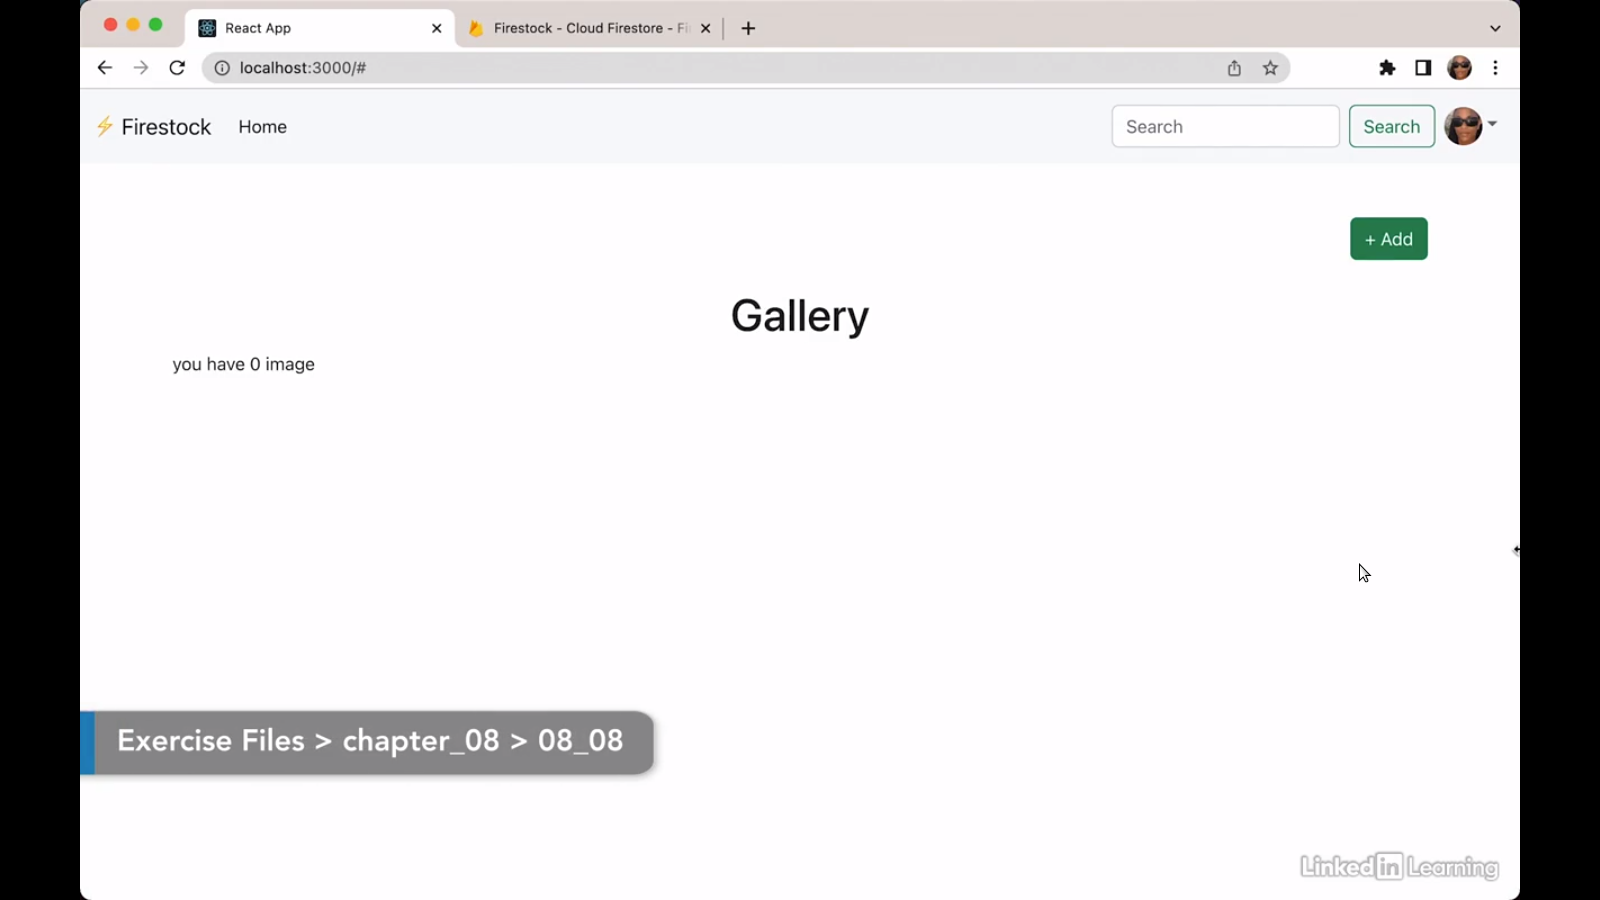 React App
Firestock - Cloud Firestore - Fi
localhost:3000/#
⚡ Firestock
Home
Search
Search
+ Add
Gallery
you have 0 image
Exercise Files > chapter_08 > 08_08
Linked in Learning